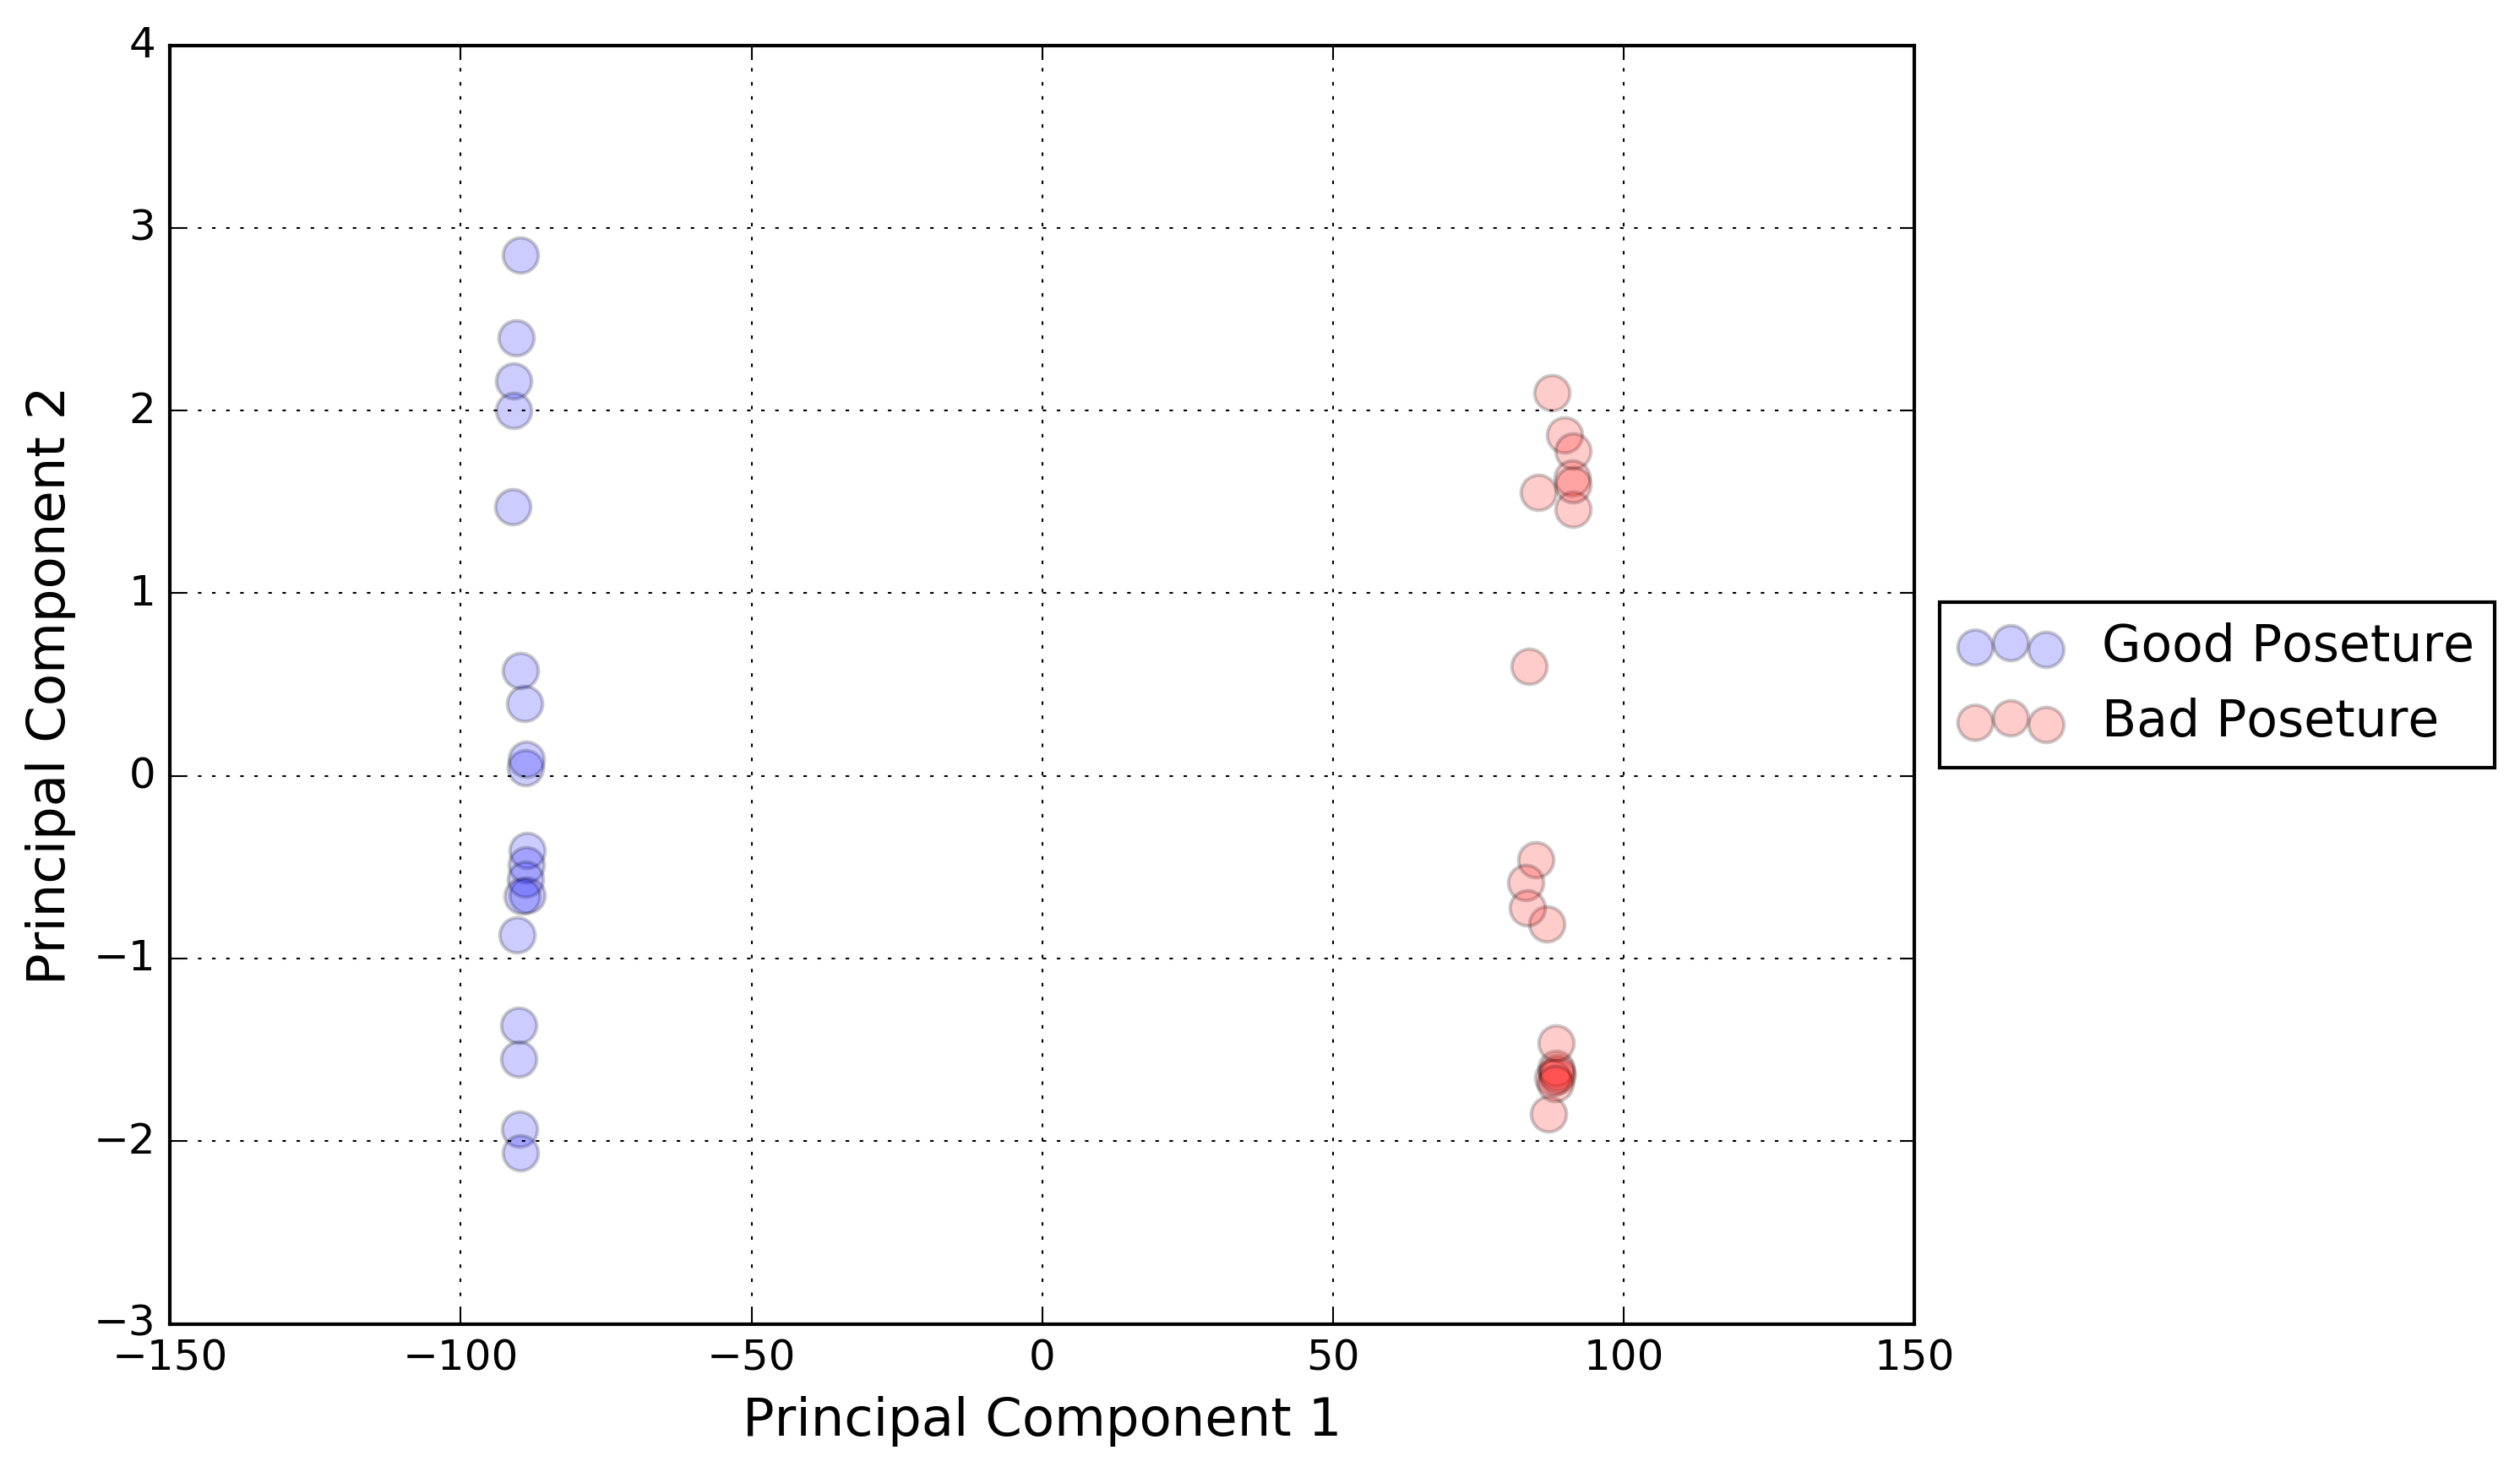 4
3
2
1
0
−1
−2
−3
Principal Component 2
−150 −100 −50 0 50 100 150
Principal Component 1
Good Poseture
Bad Poseture